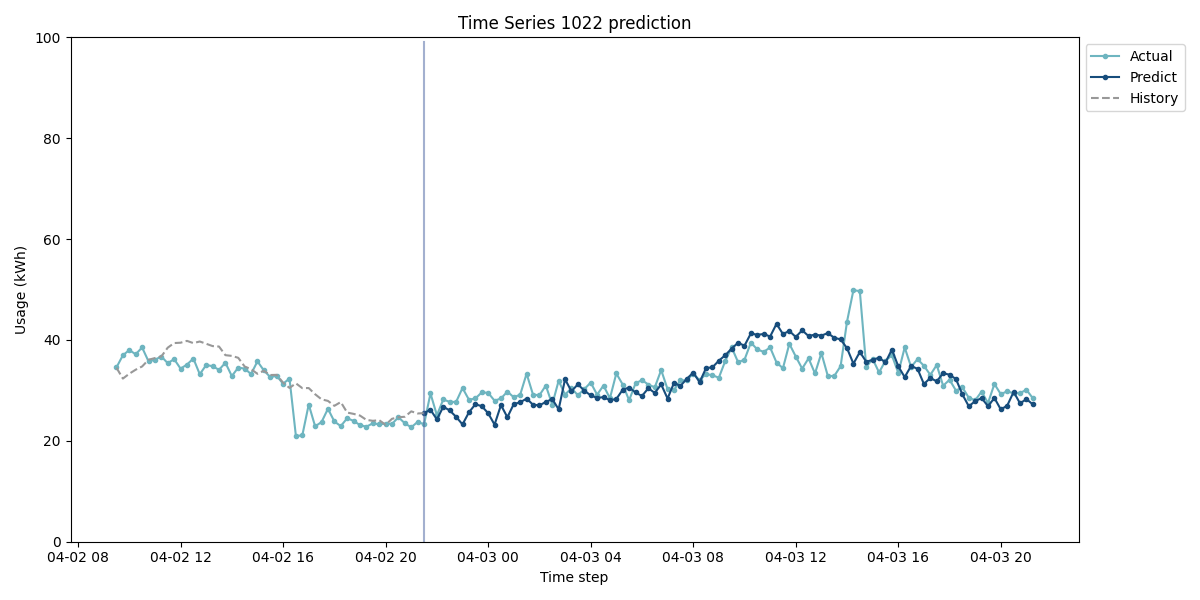 Time Series 1022 prediction
Actual
Predict
History
Usage (kWh)
100
80
60
40
20
0
04-02 08 04-02 12 04-02 16 04-02 20 04-03 00 04-03 04 04-03 08 04-03 12 04-03 16 04-03 20
Time step